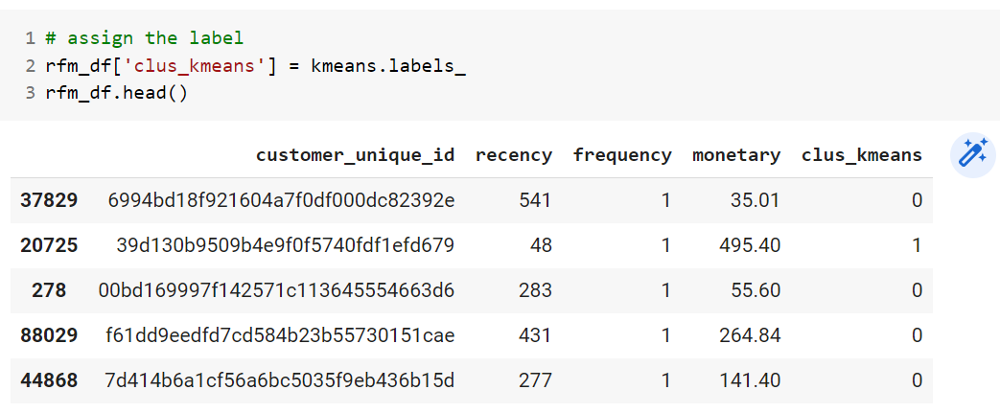 1 # assign the label
2 rfm_df['clus_kmeans'] = kmeans.labels_
3 rfm_df.head()
customer_unique_id recency frequency monetary clus_kmeans
37829 6994bd18f921604a7f0df000dc82392e 541 1 35.01 0
20725 39d130b9509b4e9f0f5740fdf1efd679 48 1 495.40 1
278 00bd169997f142571c113645554663d6 283 1 55.60 0
88029 f61dd9eedfd7cd584b23b55730151cae 431 1 264.84 0
44868 7d414b6a1cf56a6bc5035f9eb436b15d 277 1 141.40 0